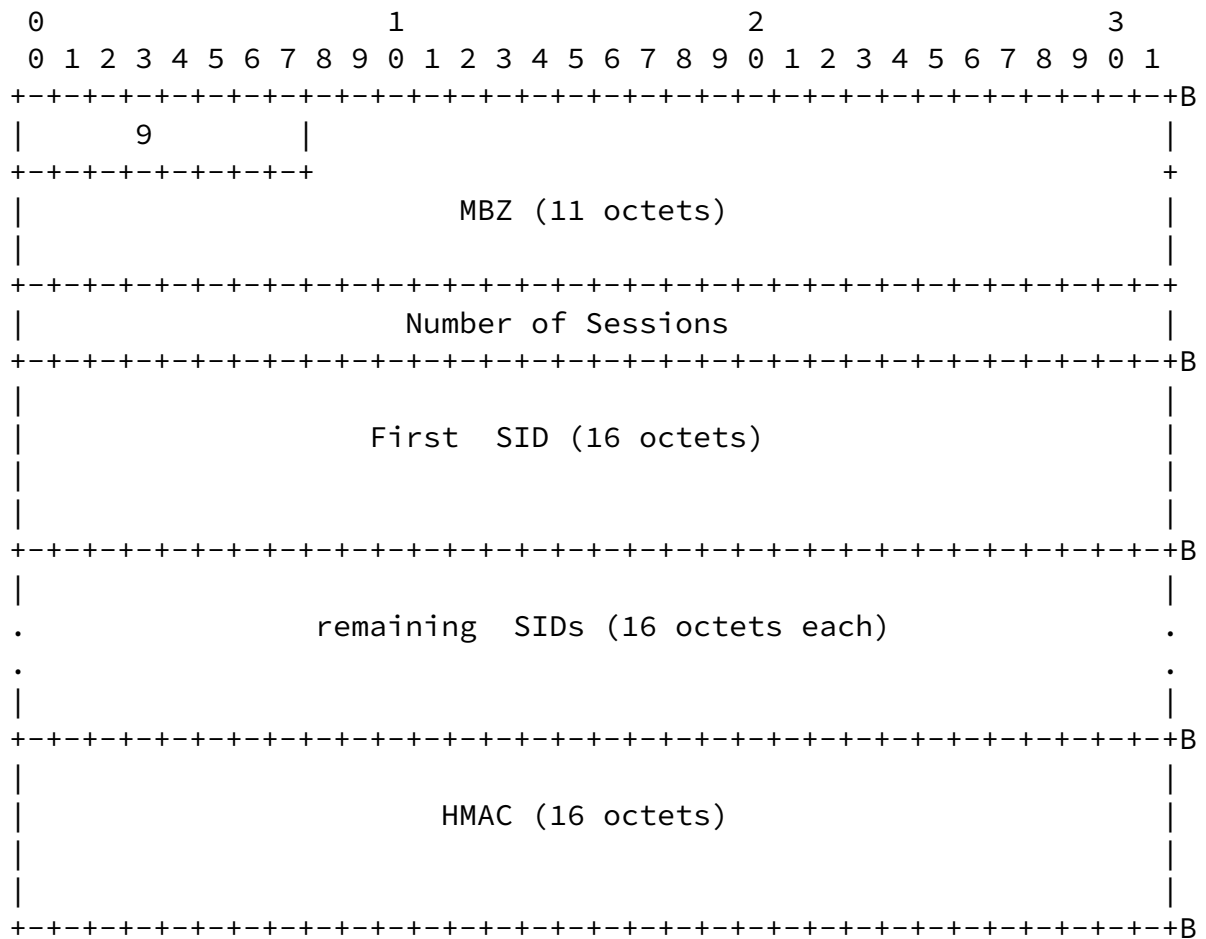 0                   1                   2                   3
 0 1 2 3 4 5 6 7 8 9 0 1 2 3 4 5 6 7 8 9 0 1 2 3 4 5 6 7 8 9 0 1
+-+-+-+-+-+-+-+-+-+-+-+-+-+-+-+-+-+-+-+-+-+-+-+-+-+-+-+-+-+-+-+-+B
|      9        |                                               |
+-+-+-+-+-+-+-+-+                                               +
|                        MBZ (11 octets)                        |
|                                                               |
+-+-+-+-+-+-+-+-+-+-+-+-+-+-+-+-+-+-+-+-+-+-+-+-+-+-+-+-+-+-+-+-+
|                     Number of Sessions                        |
+-+-+-+-+-+-+-+-+-+-+-+-+-+-+-+-+-+-+-+-+-+-+-+-+-+-+-+-+-+-+-+-+B
|                                                               |
|                   First  SID (16 octets)                      |
|                                                               |
|                                                               |
+-+-+-+-+-+-+-+-+-+-+-+-+-+-+-+-+-+-+-+-+-+-+-+-+-+-+-+-+-+-+-+-+B
|                                                               |
.                remaining  SIDs (16 octets each)               .
.                                                               .
|                                                               |
+-+-+-+-+-+-+-+-+-+-+-+-+-+-+-+-+-+-+-+-+-+-+-+-+-+-+-+-+-+-+-+-+B
|                                                               |
|                       HMAC (16 octets)                        |
|                                                               |
|                                                               |
+-+-+-+-+-+-+-+-+-+-+-+-+-+-+-+-+-+-+-+-+-+-+-+-+-+-+-+-+-+-+-+-+B